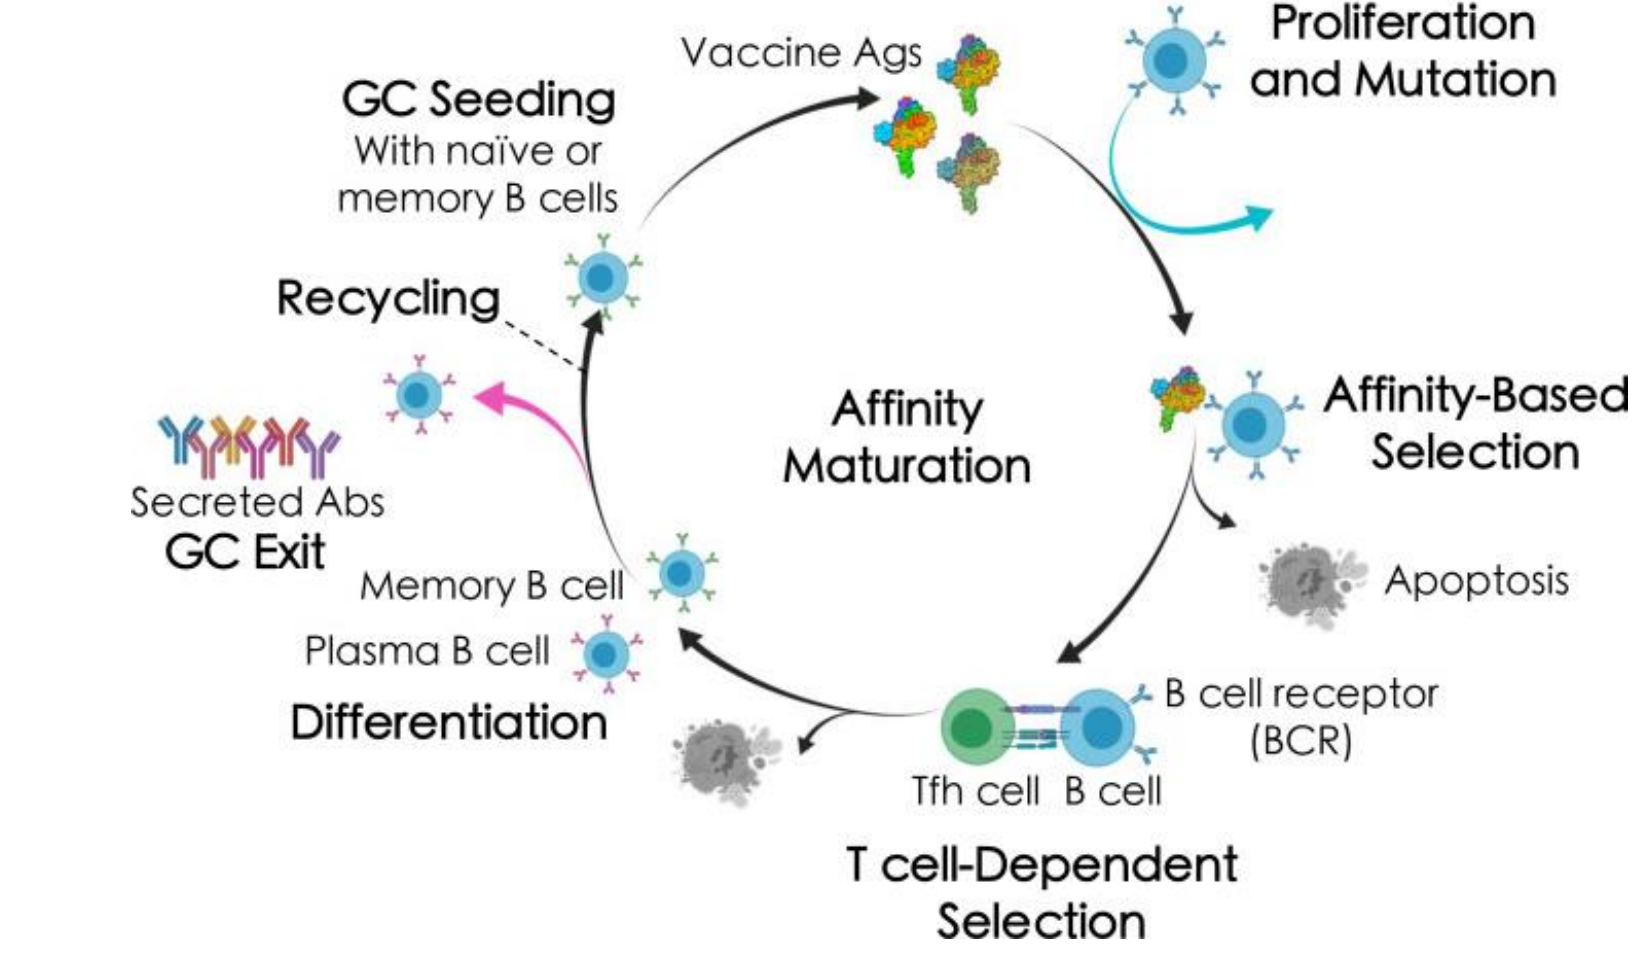 Vaccine Ags
Proliferation
and Mutation
GC Seeding
With naïve or
memory B cells
Recycling
Affinity
Maturation
Affinity-Based
Selection
Secreted Abs
GC Exit
Memory B cell
Plasma B cell
Differentiation
Apoptosis
B cell receptor
(BCR)
Tfh cell B cell
T cell-Dependent
Selection